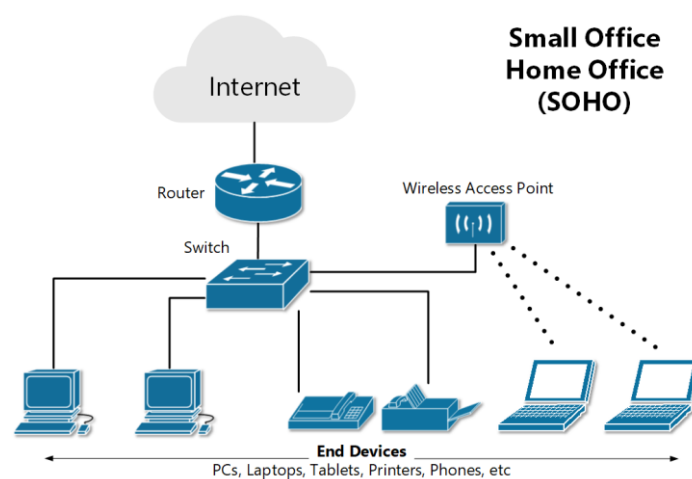 Small Office
Home Office
(SOHO)
Internet
Router
Wireless Access Point
Switch
End Devices
PCs, Laptops, Tablets, Printers, Phones, etc